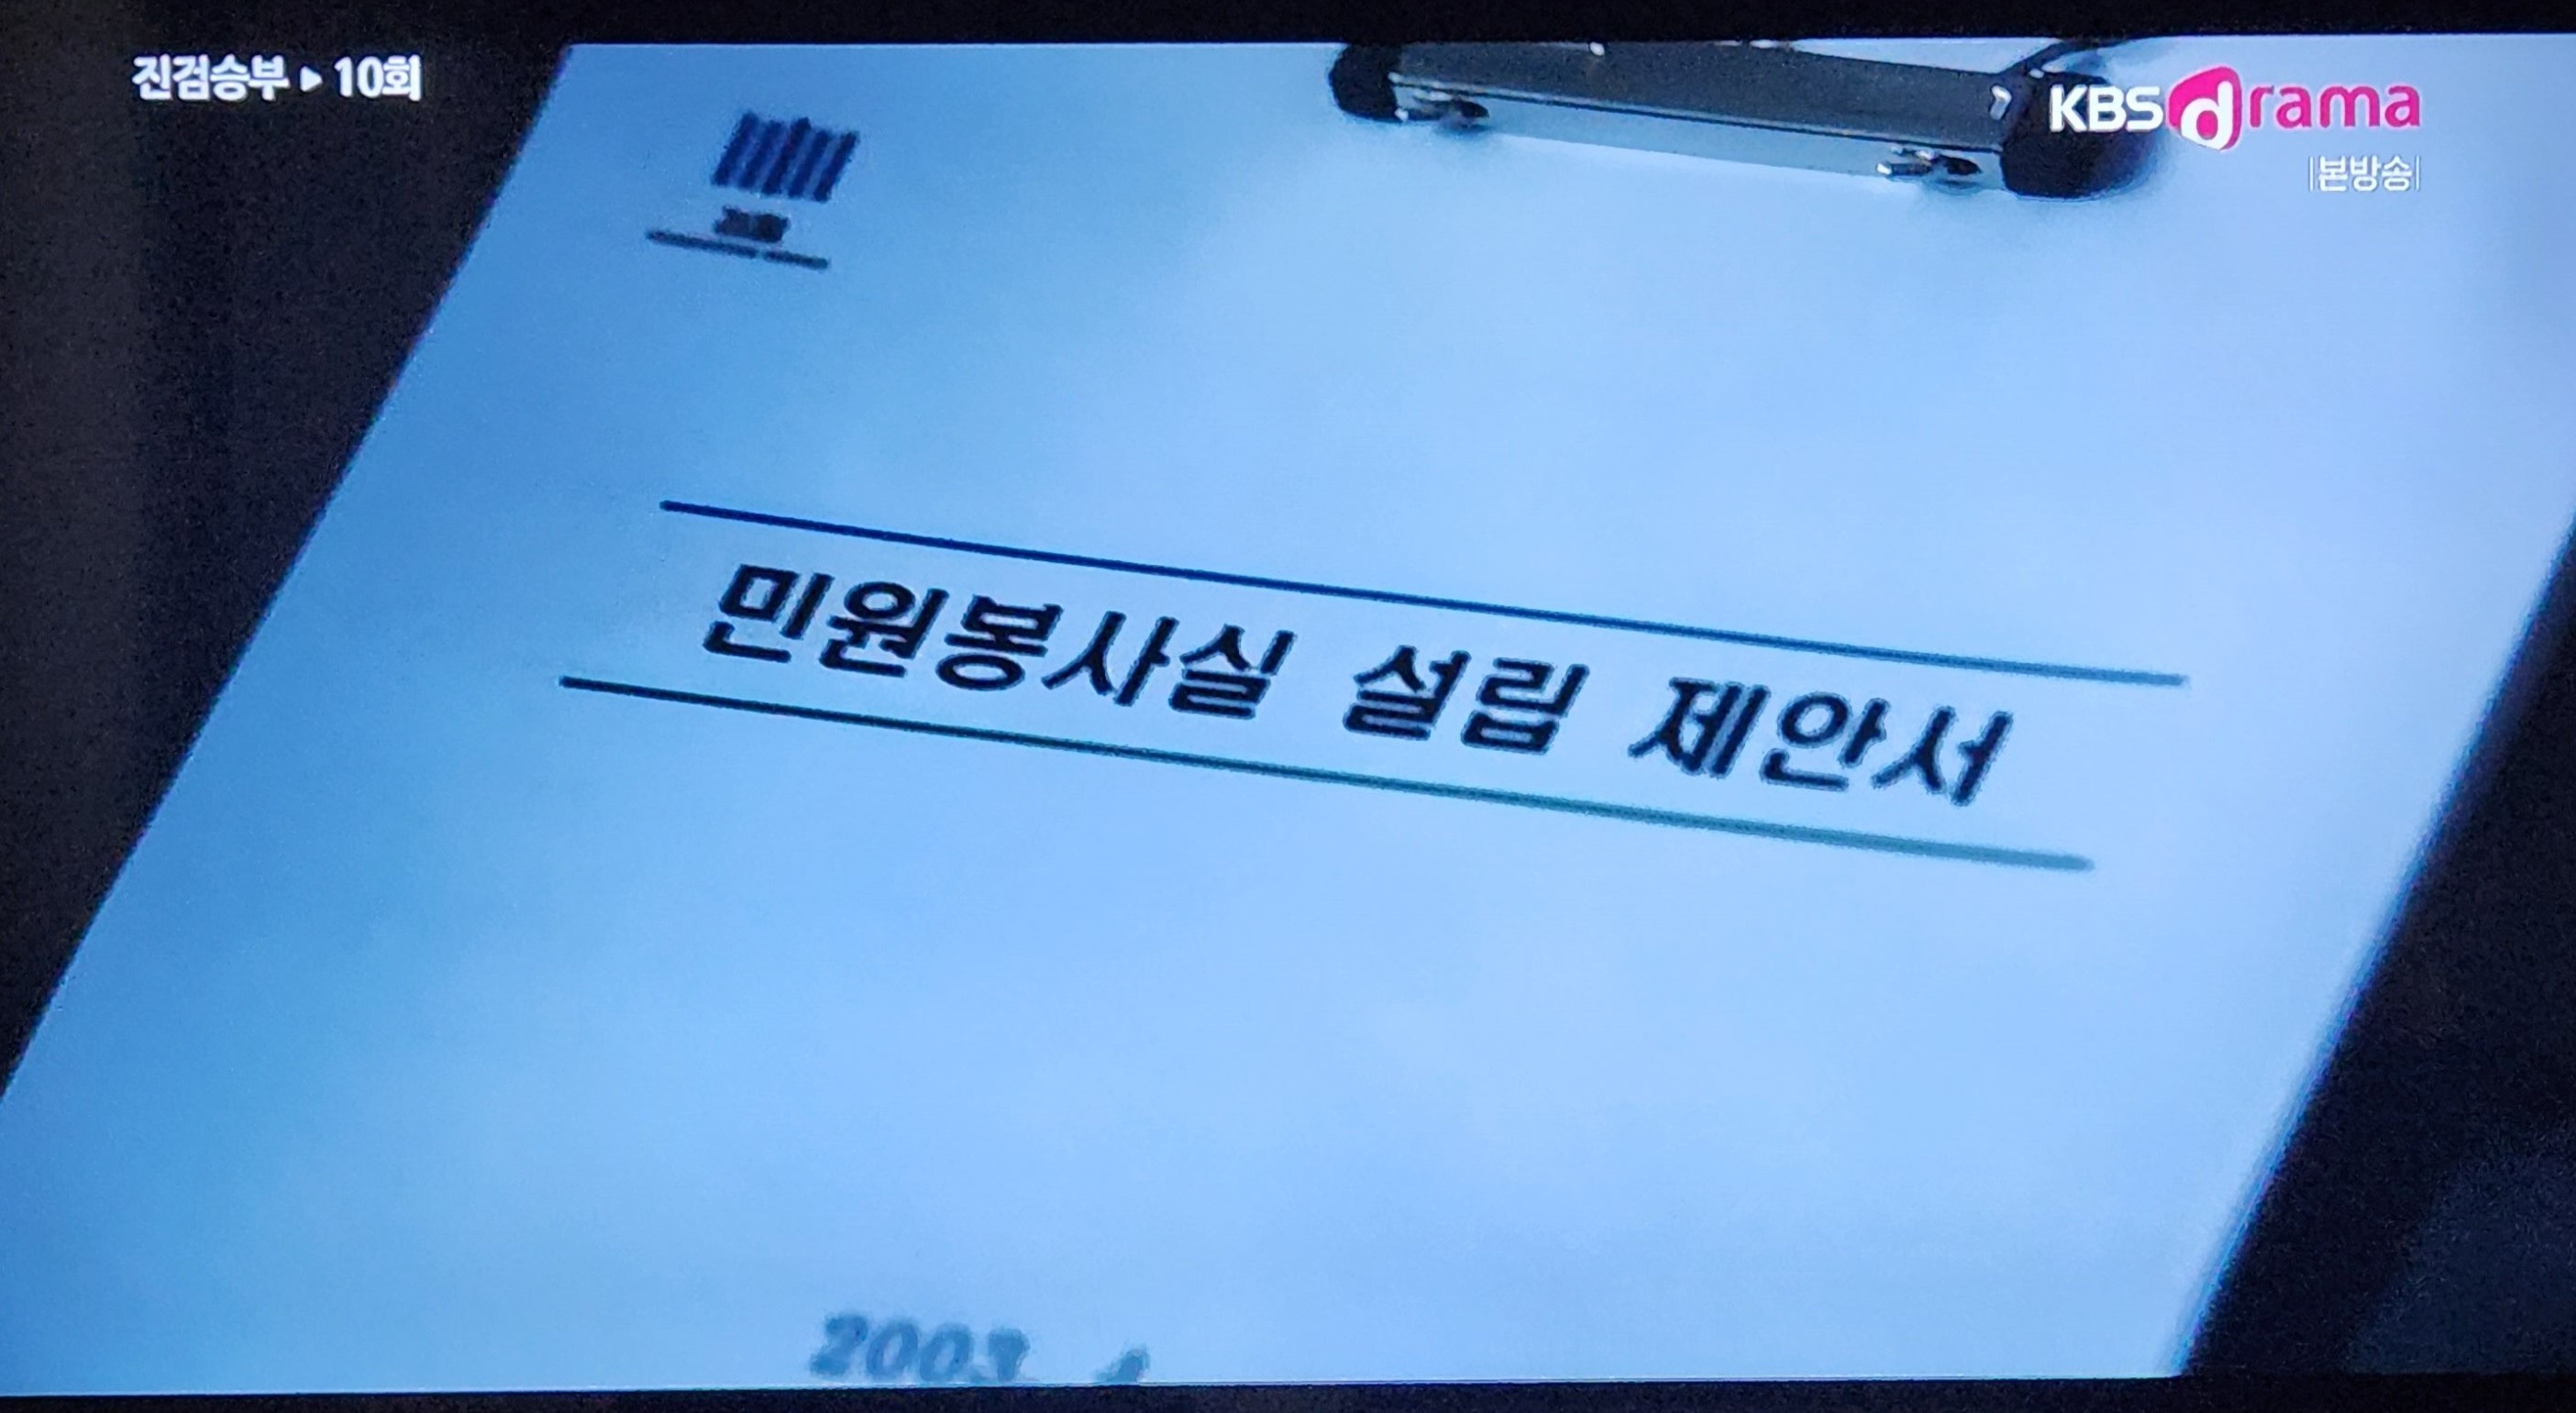 진검승부 ▶ 10회
KBS drama
본방송
민원봉사실 설립 제안서
2003